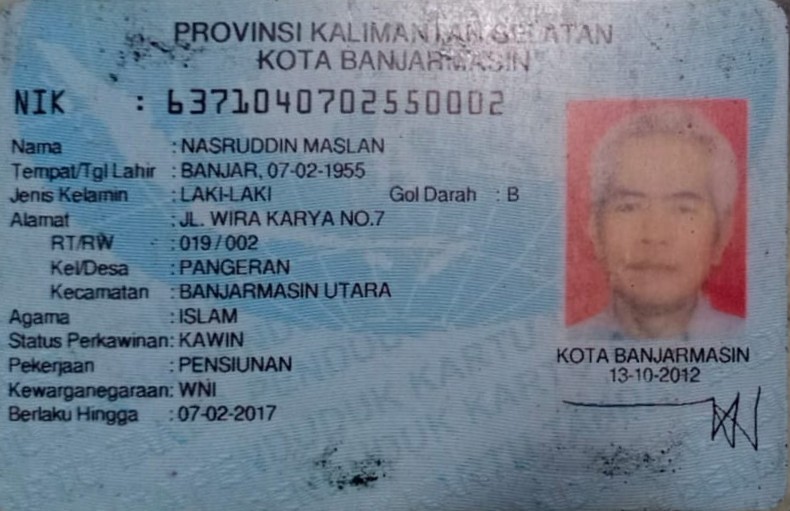 PROVINSI KALIMANTAN SELATAN
KOTA BANJARMASIN
NIK : 6371040702550002
Nama : NASRUDDIN MASLAN
Tempat/Tgl Lahir : BANJAR, 07-02-1955
Jenis Kelamin : LAKI-LAKI Gol Darah : B
Alamat : JL. WIRA KARYA NO.7
RT/RW : 019/002
Kel/Desa : PANGERAN
Kecamatan : BANJARMASIN UTARA
Agama : ISLAM
Status Perkawinan: KAWIN
Pekerjaan : PENSIUNAN
Kewarganegaraan: WNI
Berlaku Hingga : 07-02-2017
KOTA BANJARMASIN
13-10-2012